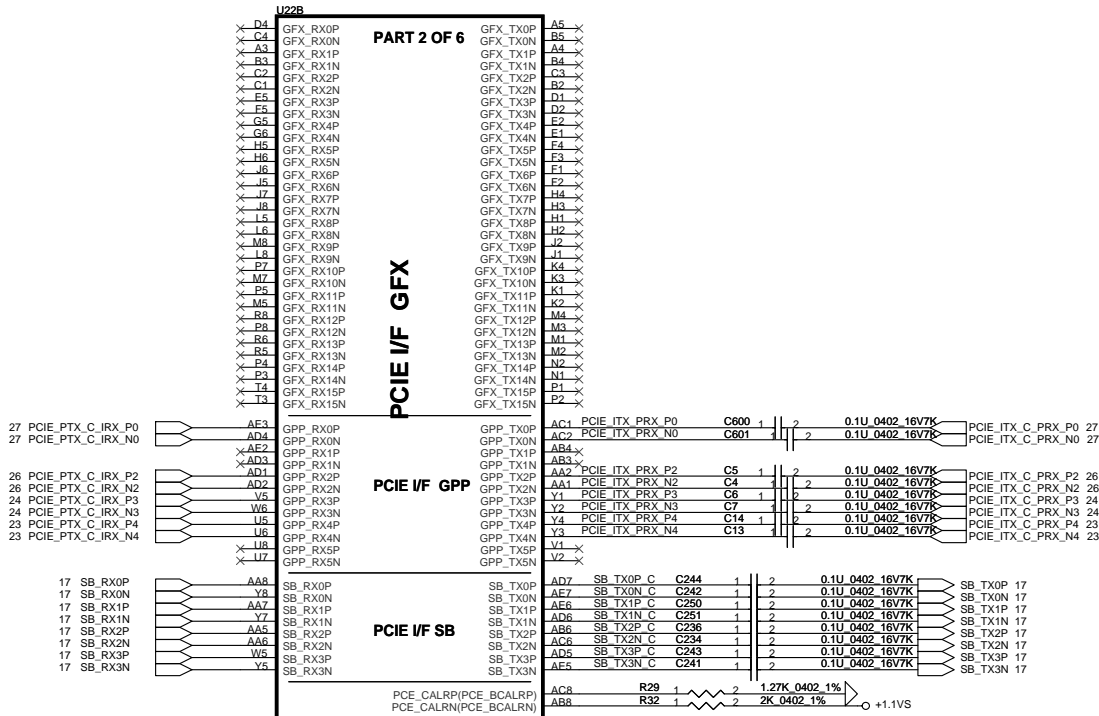 U22B
PART 2 OF 6
D4 GFX_RX0P GFX_TX0P A5
C4 GFX_RX0N GFX_TX0N B5
A3 GFX_RX1P GFX_TX1P A4
B3 GFX_RX1N GFX_TX1N B4
C2 GFX_RX2P GFX_TX2P C3
C1 GFX_RX2N GFX_TX2N B2
E5 GFX_RX3P GFX_TX3P D1
F5 GFX_RX3N GFX_TX3N D2
G5 GFX_RX4P GFX_TX4P E2
G6 GFX_RX4N GFX_TX4N E1
H5 GFX_RX5P GFX_TX5P F4
H6 GFX_RX5N GFX_TX5N F3
J6 GFX_RX6P GFX_TX6P F1
J5 GFX_RX6N GFX_TX6N F2
J7 GFX_RX7P GFX_TX7P H4
J8 GFX_RX7N GFX_TX7N H3
L5 GFX_RX8P GFX_TX8P H1
L6 GFX_RX8N GFX_TX8N H2
M8 GFX_RX9P GFX_TX9P J2
L8 GFX_RX9N GFX_TX9N J1
P7 GFX_RX10P GFX_TX10P K4
M7 GFX_RX10N GFX_TX10N K3
P5 GFX_RX11P GFX_TX11P K1
M5 GFX_RX11N GFX_TX11N K2
R8 GFX_RX12P GFX_TX12P M4
P8 GFX_RX12N GFX_TX12N M3
R6 GFX_RX13P GFX_TX13P M1
R5 GFX_RX13N GFX_TX13N M2
P4 GFX_RX14P GFX_TX14P N2
P3 GFX_RX14N GFX_TX14N N1
T4 GFX_RX15P GFX_TX15P P1
T3 GFX_RX15N GFX_TX15N P2
PCIE I/F GFX
27 PCIE_PTX_C_IRX_P0 AE3 GPP_RX0P GPP_TX0P AC1 PCIE_ITX_PRX_P0 C600 1 2 0.1U_0402_16V7K PCIE_ITX_C_PRX_P0 27
27 PCIE_PTX_C_IRX_N0 AD4 GPP_RX0N GPP_TX0N AC2 PCIE_ITX_PRX_N0 C601 1 2 0.1U_0402_16V7K PCIE_ITX_C_PRX_N0 27
AE2 GPP_RX1P GPP_TX1P AB4
AD3 GPP_RX1N GPP_TX1N AB3
26 PCIE_PTX_C_IRX_P2 AD1 GPP_RX2P GPP_TX2P AA2 PCIE_ITX_PRX_P2 C5 1 2 0.1U_0402_16V7K PCIE_ITX_C_PRX_P2 26
26 PCIE_PTX_C_IRX_N2 AD2 GPP_RX2N GPP_TX2N AA1 PCIE_ITX_PRX_N2 C4 1 2 0.1U_0402_16V7K PCIE_ITX_C_PRX_N2 26
24 PCIE_PTX_C_IRX_P3 V5 GPP_RX3P GPP_TX3P Y1 PCIE_ITX_PRX_P3 C6 1 2 0.1U_0402_16V7K PCIE_ITX_C_PRX_P3 24
24 PCIE_PTX_C_IRX_N3 W6 GPP_RX3N GPP_TX3N Y2 PCIE_ITX_PRX_N3 C7 1 2 0.1U_0402_16V7K PCIE_ITX_C_PRX_N3 24
23 PCIE_PTX_C_IRX_P4 U5 GPP_RX4P GPP_TX4P Y4 PCIE_ITX_PRX_P4 C14 1 2 0.1U_0402_16V7K PCIE_ITX_C_PRX_P4 23
23 PCIE_PTX_C_IRX_N4 U6 GPP_RX4N GPP_TX4N Y3 PCIE_ITX_PRX_N4 C13 1 2 0.1U_0402_16V7K PCIE_ITX_C_PRX_N4 23
U8 GPP_RX5P GPP_TX5P V1
U7 GPP_RX5N GPP_TX5N V2
PCIE I/F GPP
17 SB_RX0P AA8 SB_RX0P SB_TX0P AD7 SB_TX0P_C C244 1 2 0.1U_0402_16V7K SB_TX0P 17
17 SB_RX0N Y8 SB_RX0N SB_TX0N AE7 SB_TX0N_C C242 1 2 0.1U_0402_16V7K SB_TX0N 17
17 SB_RX1P AA7 SB_RX1P SB_TX1P AE6 SB_TX1P_C C250 1 2 0.1U_0402_16V7K SB_TX1P 17
17 SB_RX1N Y7 SB_RX1N SB_TX1N AD6 SB_TX1N_C C251 1 2 0.1U_0402_16V7K SB_TX1N 17
17 SB_RX2P AA5 SB_RX2P SB_TX2P AB6 SB_TX2P_C C236 1 2 0.1U_0402_16V7K SB_TX2P 17
17 SB_RX2N AA6 SB_RX2N SB_TX2N AC6 SB_TX2N_C C234 1 2 0.1U_0402_16V7K SB_TX2N 17
17 SB_RX3P W5 SB_RX3P SB_TX3P AD5 SB_TX3P_C C243 1 2 0.1U_0402_16V7K SB_TX3P 17
17 SB_RX3N Y5 SB_RX3N SB_TX3N AE5 SB_TX3N_C C241 1 2 0.1U_0402_16V7K SB_TX3N 17
PCIE I/F SB
PCE_CALRP(PCE_BCALRP) AC8 R29 1 2 1.27K_0402_1%
PCE_CALRN(PCE_BCALRN) AB8 R32 1 2 2K_0402_1% +1.1VS